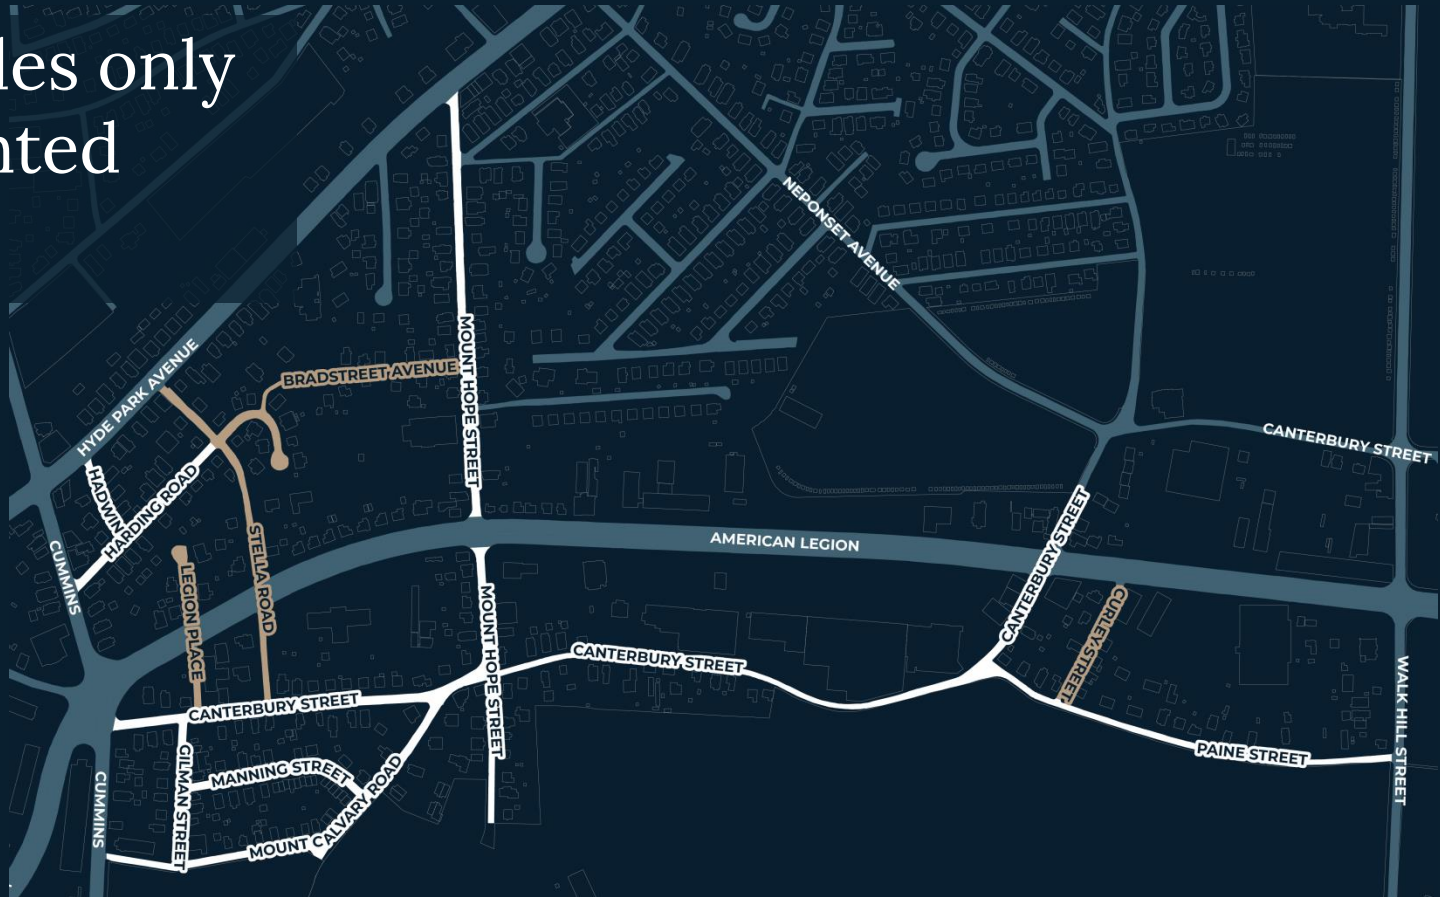 les only
nted
NEPONSET AVENUE
MOUNT HOPE STREET
HYDE PARK AVENUE
BRADSTREET AVENUE
CANTERBURY STREET
HADWIN
HARDING ROAD
STELLA ROAD
CUMMINS
AMERICAN LEGION
CANTERBURY STREET
LEGION PLACE
MOUNT HOPE STREET
CURLEY STREET
CANTERBURY STREET
WALK HILL STREET
CANTERBURY STREET
GILMAN STREET
MANNING STREET
PAINE STREET
CUMMINS
MOUNT CALVARY ROAD